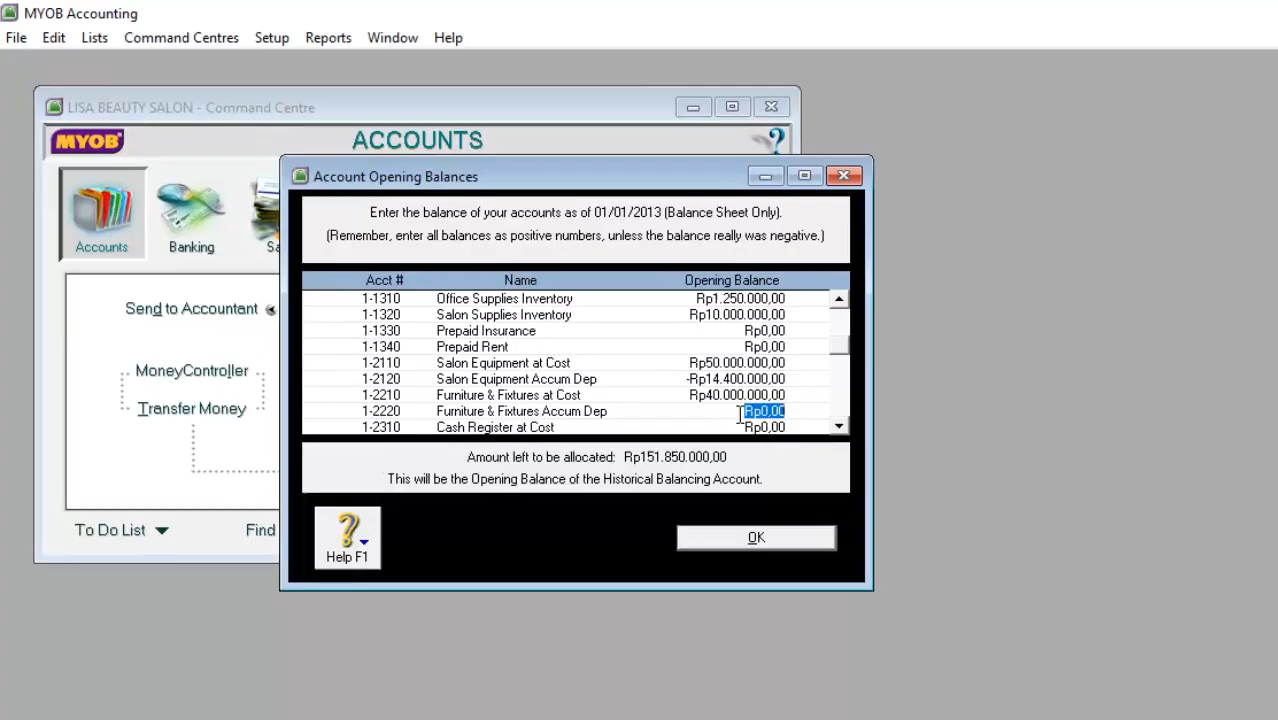 MYOB Accounting
File Edit Lists Command Centres Setup Reports Window Help
LISA BEAUTY SALON - Command Centre
MYOB ACCOUNTS
Accounts Banking Sa
Send to Accountant
MoneyController
Transfer Money
To Do List Find
Account Opening Balances
Enter the balance of your accounts as of 01/01/2013 (Balance Sheet Only).
(Remember, enter all balances as positive numbers, unless the balance really was negative.)
Acct # Name Opening Balance
1-1310 Office Supplies Inventory Rp1.250.000,00
1-1320 Salon Supplies Inventory Rp10.000.000,00
1-1330 Prepaid Insurance Rp0,00
1-1340 Prepaid Rent Rp0,00
1-2110 Salon Equipment at Cost Rp50.000.000,00
1-2120 Salon Equipment Accum Dep -Rp14.400.000,00
1-2210 Furniture & Fixtures at Cost Rp40.000.000,00
1-2220 Furniture & Fixtures Accum Dep Rp0,00
1-2310 Cash Register at Cost Rp0,00
Amount left to be allocated: Rp151.850.000,00
This will be the Opening Balance of the Historical Balancing Account.
Help F1
OK